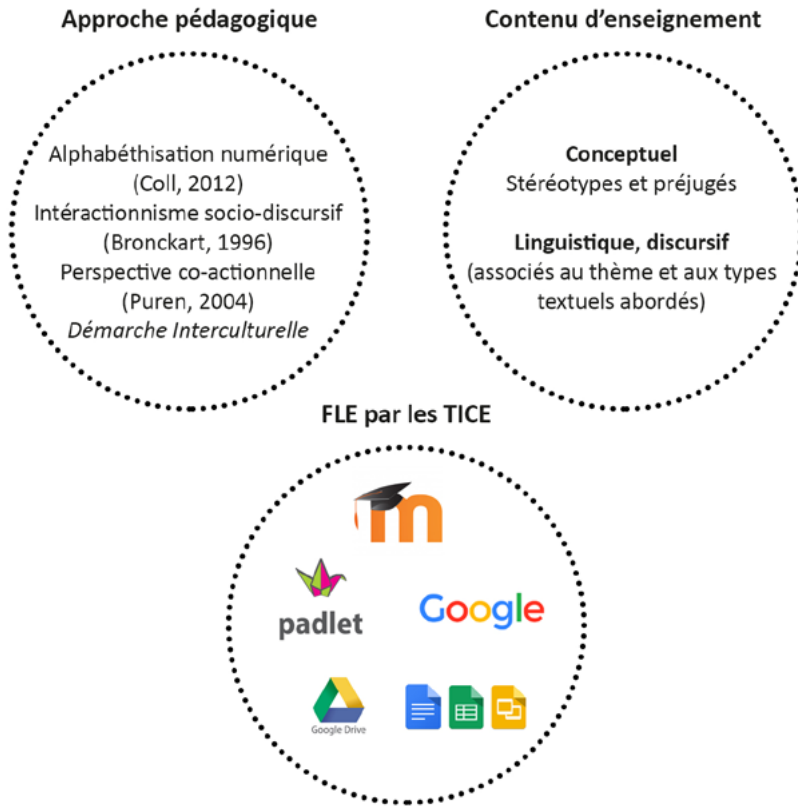 Approche pédagogique
Alphabéthisation numérique
(Coll, 2012)
Intéractionnisme socio-discursif
(Bronckart, 1996)
Perspective co-actionnelle
(Puren, 2004)
Démarche Interculturelle
Contenu d’enseignement
Conceptuel
Stéréotypes et préjugés
Linguistique, discursif
(associés au thème et aux types
textuels abordés)
FLE par les TICE
m
padlet
Google
Google Drive